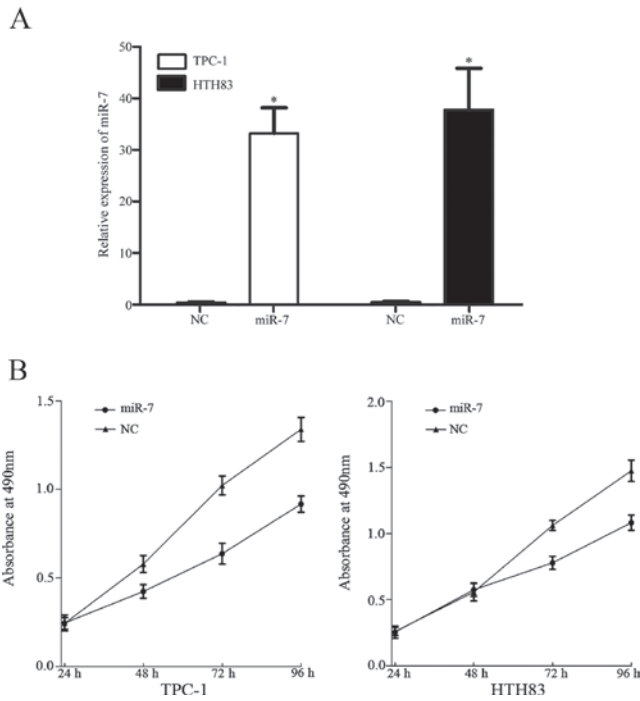 A
Relative expression of miR-7
50
40
30
20
10
0
TPC-1
HTH83
*
*
NC
miR-7
NC
miR-7
B
Absorbance at 490nm
1.5
1.0
0.5
0.0
miR-7
NC
24 h
48 h
72 h
96 h
TPC-1
Absorbance at 490nm
2.0
1.5
1.0
0.5
0.0
miR-7
NC
24 h
48 h
72 h
96 h
HTH83